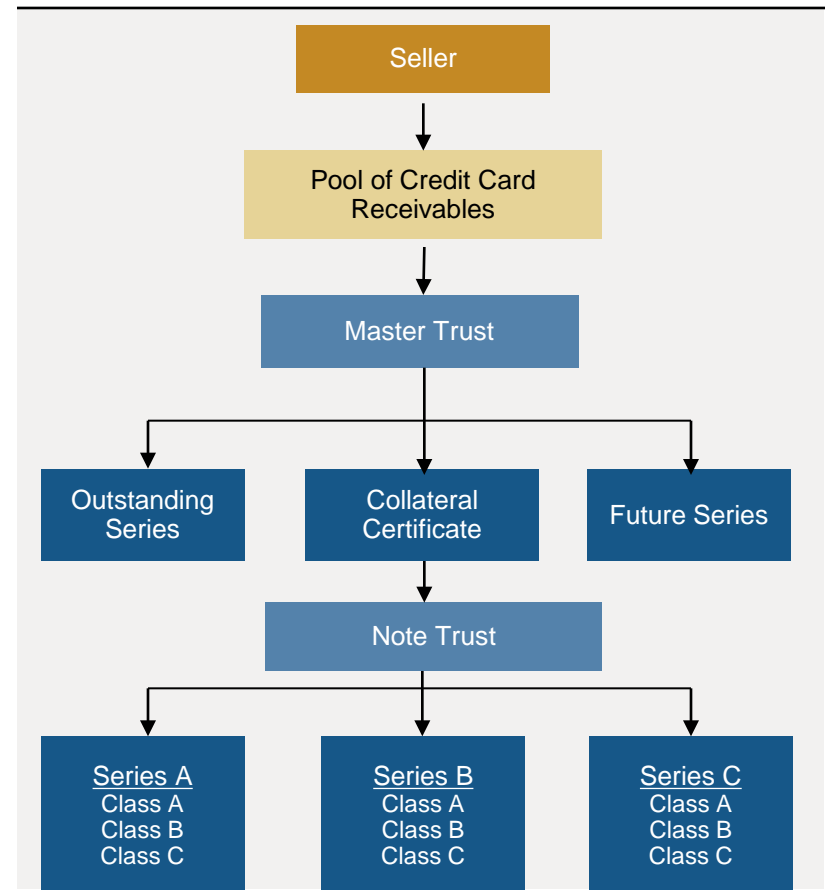 Seller
Pool of Credit Card
Receivables
Master Trust
Outstanding
Series
Collateral
Certificate
Future Series
Note Trust
Series A
Class A
Class B
Class C
Series B
Class A
Class B
Class C
Series C
Class A
Class B
Class C